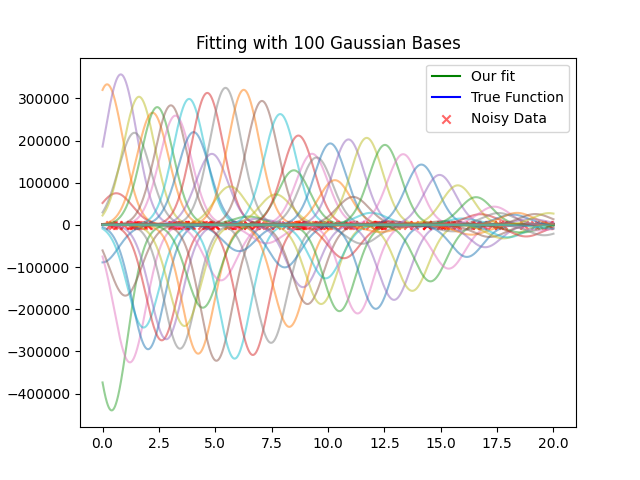 Fitting with 100 Gaussian Bases
Our fit
True Function
Noisy Data
300000
200000
100000
0
−100000
−200000
−300000
−400000
0.0 2.5 5.0 7.5 10.0 12.5 15.0 17.5 20.0